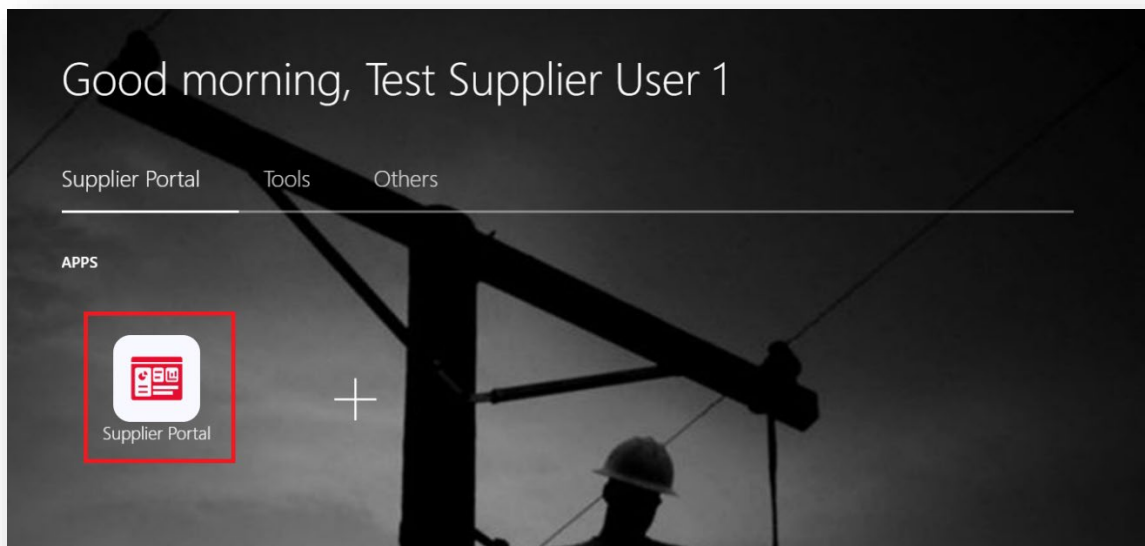 Good morning, Test Supplier User 1
Supplier Portal Tools Others
APPS
Supplier Portal